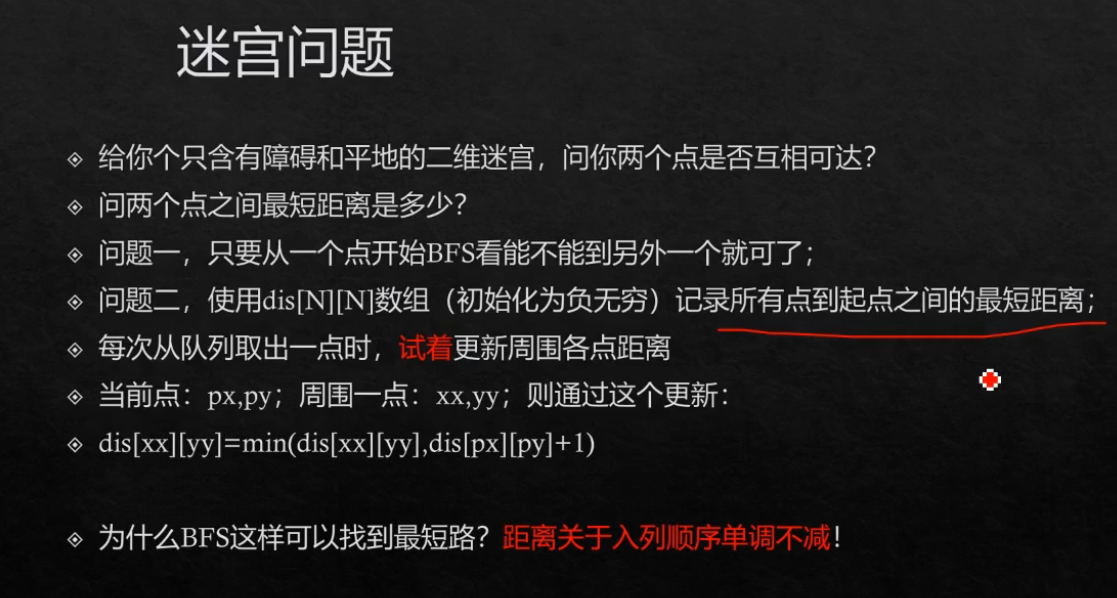 迷宫问题
给你个只含有障碍和平地的二维迷宫，问你两个点是否互相可达？
问两个点之间最短距离是多少？
问题一，只要从一个点开始BFS看能不能到另外一个就可了；
问题二，使用dis[N][N]数组（初始化为负无穷）记录所有点到起点之间的最短距离；
每次从队列取出一点时，试着更新周围各点距离
当前点：px,py；周围一点：xx,yy；则通过这个更新：
dis[xx][yy]=min(dis[xx][yy],dis[px][py]+1)
为什么BFS这样可以找到最短路？距离关于入列顺序单调不减！